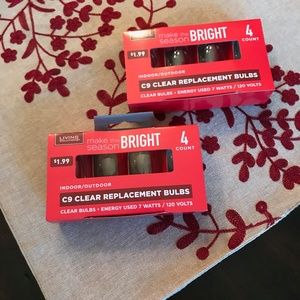 make the
season BRIGHT
4
COUNT
$1.99
INDOOR/OUTDOOR
C9 CLEAR REPLACEMENT BULBS
CLEAR BULBS • ENERGY USED 7 WATTS / 120 VOLTS
LIVING
make the
season BRIGHT
4
COUNT
$1.99
INDOOR/OUTDOOR
C9 CLEAR REPLACEMENT BULBS
CLEAR BULBS • ENERGY USED 7 WATTS / 120 VOLTS